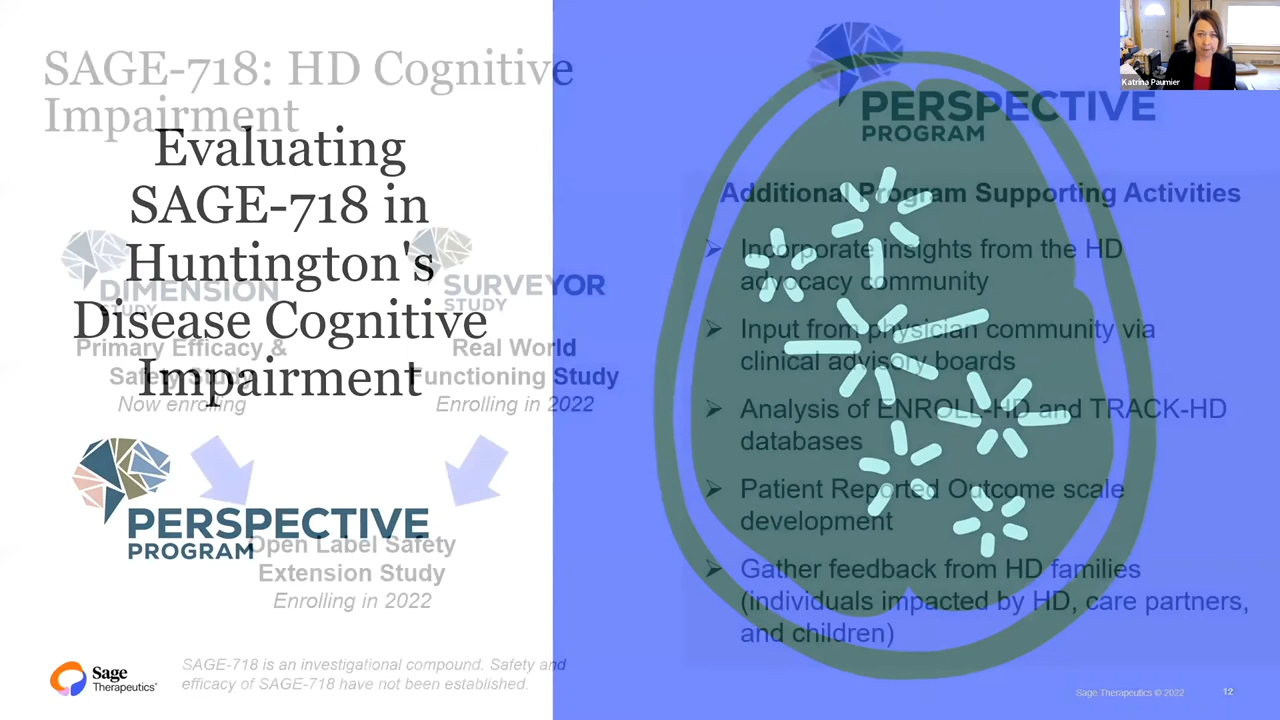 SAGE-718: HD Cognitive
Impairment
Evaluating
SAGE-718 in
Huntington's
Disease Cognitive
Impairment
DIMENSION
STUDY
Primary Efficacy &
Safety Study
Now enrolling
SURVEYOR
STUDY
Real World
Functioning Study
Enrolling in 2022
PERSPECTIVE
PROGRAM
Open Label Safety
Extension Study
Enrolling in 2022
Sage
Therapeutics™
SAGE-718 is an investigational compound. Safety and
efficacy of SAGE-718 have not been established.
PERSPECTIVE
PROGRAM
Additional Program Supporting Activities
➢ Incorporate insights from the HD
advocacy community
➢ Input from physician community via
clinical advisory boards
➢ Analysis of ENROLL-HD and TRACK-HD
databases
➢ Patient Reported Outcome scale
development
➢ Gather feedback from HD families
(individuals impacted by HD, care partners,
and children)
Sage Therapeutics © 2022
12
Katrina Paumier